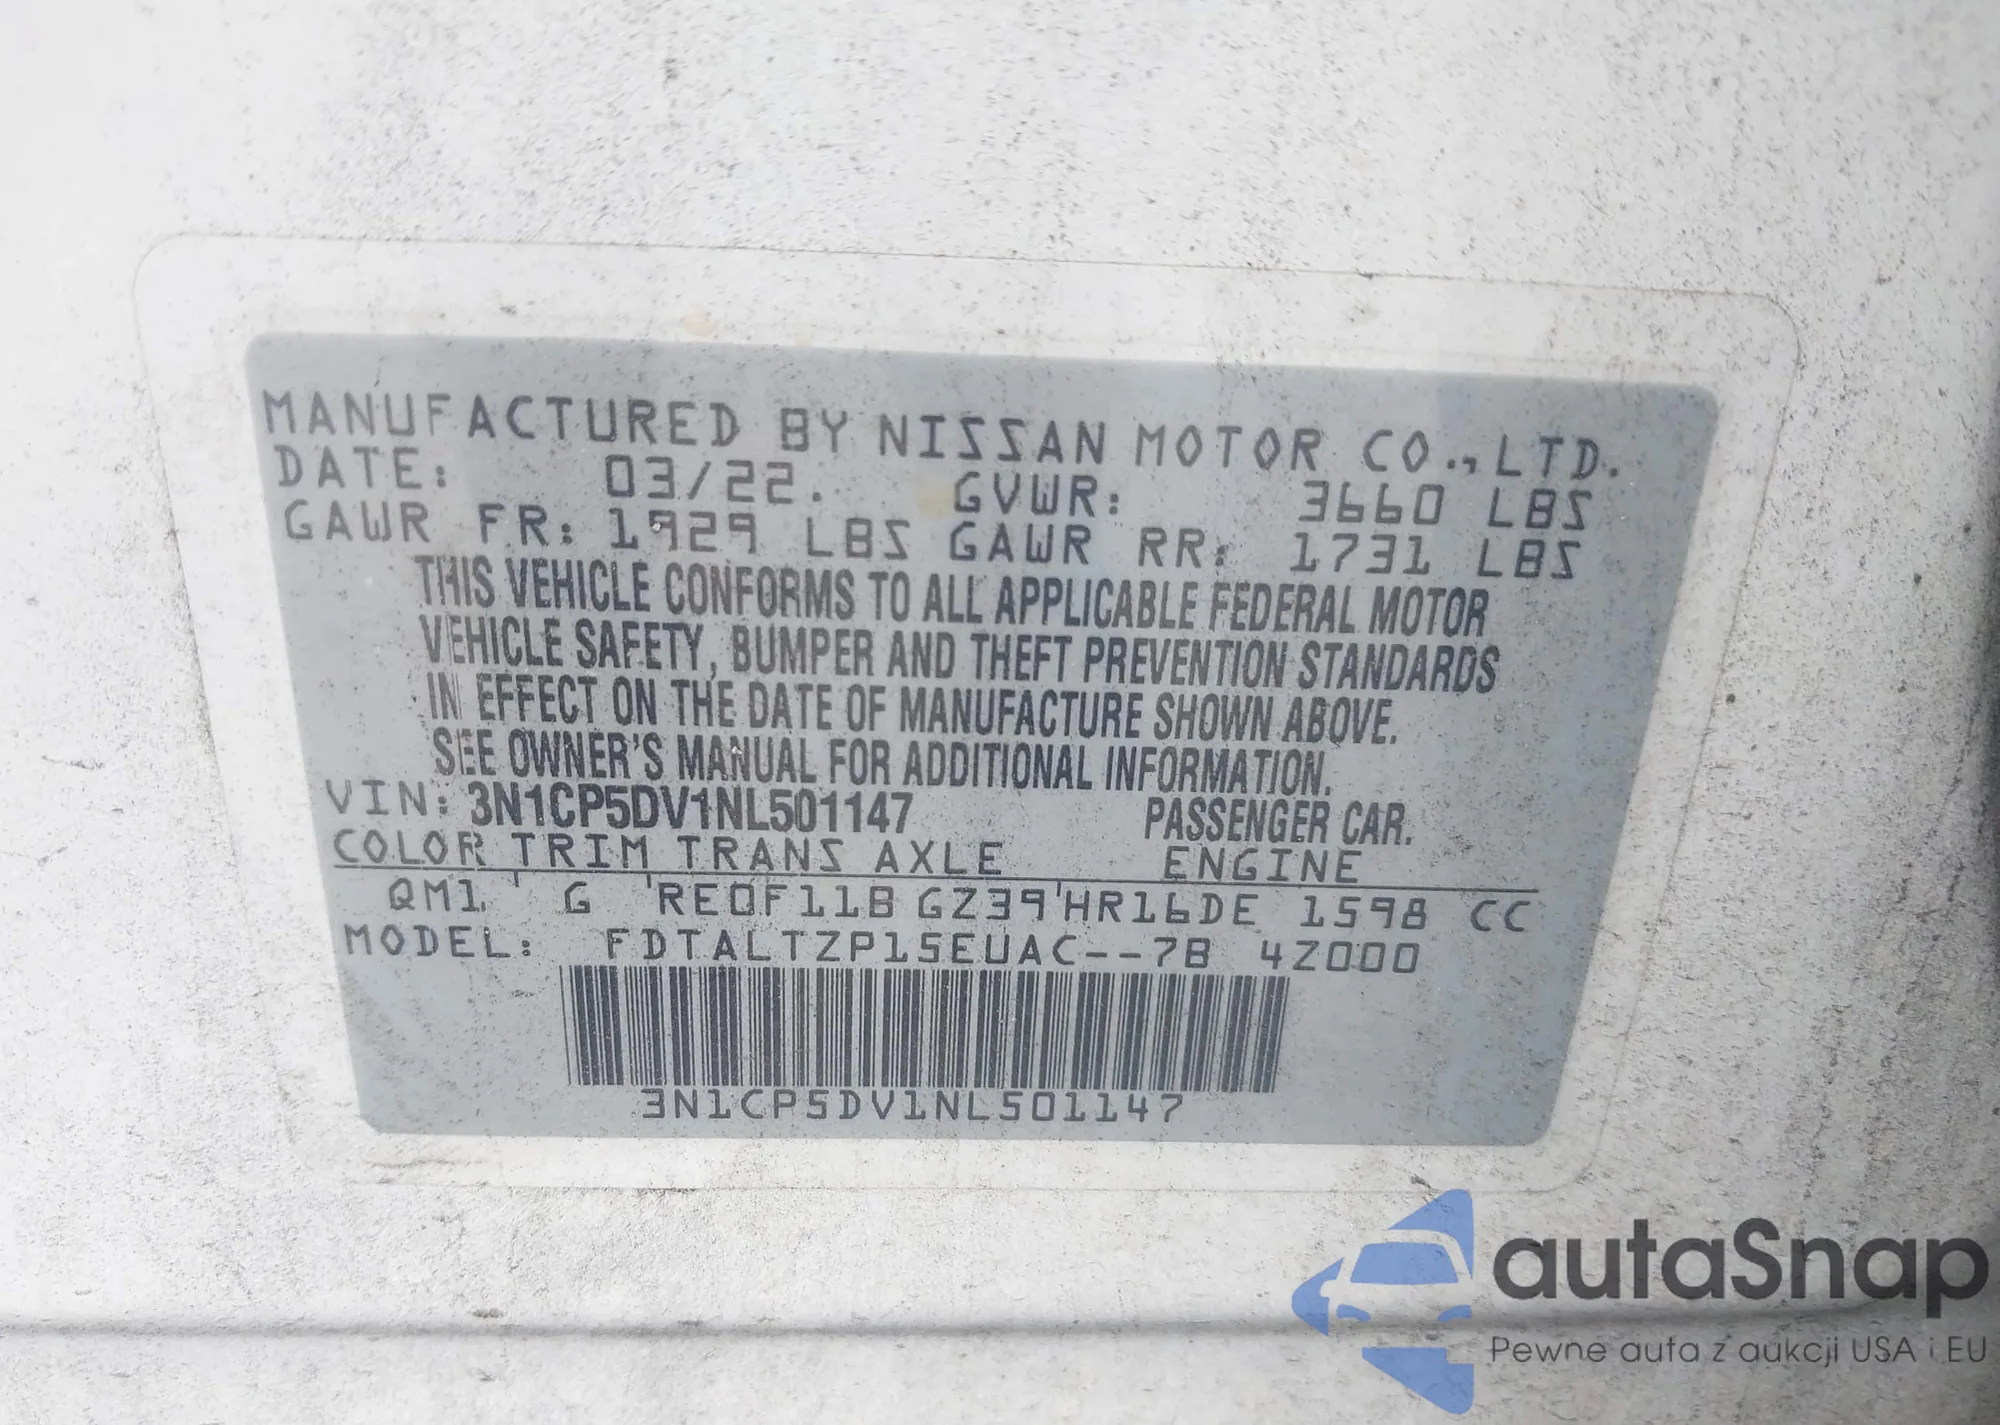 MANUFACTURED BY NISSAN MOTOR CO., LTD.
DATE: 03/22. GVWR: 3660 LBS
GAWR FR: 1929 LBS GAWR RR: 1731 LBS
THIS VEHICLE CONFORMS TO ALL APPLICABLE FEDERAL MOTOR
VEHICLE SAFETY, BUMPER AND THEFT PREVENTION STANDARDS
IN EFFECT ON THE DATE OF MANUFACTURE SHOWN ABOVE.
SEE OWNER'S MANUAL FOR ADDITIONAL INFORMATION.
VIN: 3N1CP5DV1NL501147 PASSENGER CAR.
COLOR TRIM TRANS AXLE ENGINE
QM1 G RE0F11B GZ39 HR16DE 1598 CC
MODEL: FDTALTZP15EUAC--7B 4Z000
3N1CP5DV1NL501147
autaSnap
Pewne auta z aukcji USA i EU